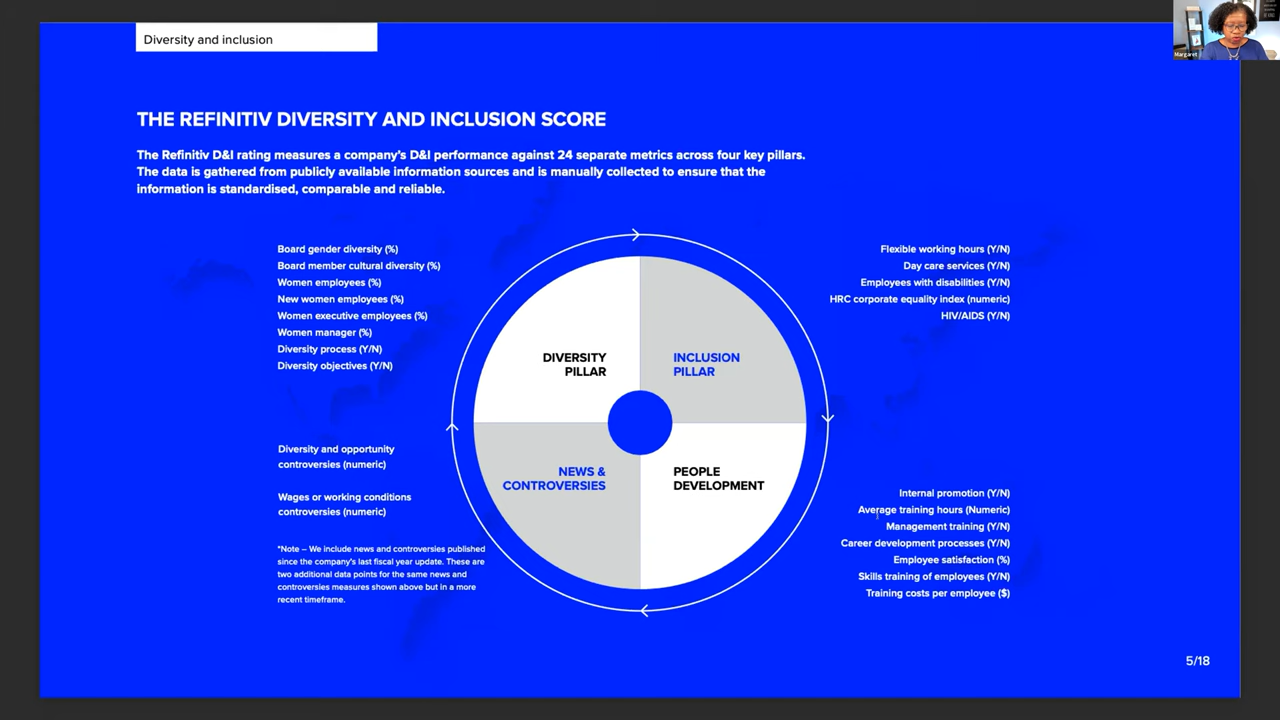 Diversity and inclusion
Margaret
THE REFINITIV DIVERSITY AND INCLUSION SCORE
The Refinitiv D&I rating measures a company's D&I performance against 24 separate metrics across four key pillars.
The data is gathered from publicly available information sources and is manually collected to ensure that the
information is standardised, comparable and reliable.
Board gender diversity (%)
Board member cultural diversity (%)
Women employees (%)
New women employees (%)
Women executive employees (%)
Women manager (%)
Diversity process (Y/N)
Diversity objectives (Y/N)
Flexible working hours (Y/N)
Day care services (Y/N)
Employees with disabilities (Y/N)
HRC corporate equality index (numeric)
HIV/AIDS (Y/N)
DIVERSITY
PILLAR
INCLUSION
PILLAR
NEWS &
CONTROVERSIES
PEOPLE
DEVELOPMENT
Diversity and opportunity
controversies (numeric)
Wages or working conditions
controversies (numeric)
*Note – We include news and controversies published
since the company's last fiscal year update. These are
two additional data points for the same news and
controversies measures shown above but in a more
recent timeframe.
Internal promotion (Y/N)
Average training hours (Numeric)
Management training (Y/N)
Career development processes (Y/N)
Employee satisfaction (%)
Skills training of employees (Y/N)
Training costs per employee ($)
5/18